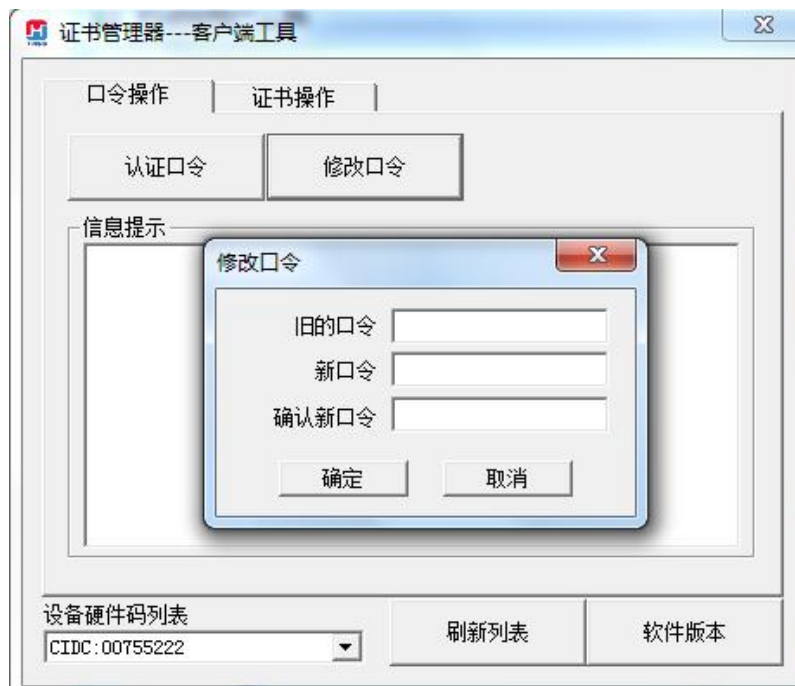 证书管理器---客户端工具
口令操作
证书操作
认证口令
修改口令
信息提示
修改口令
旧的口令
新口令
确认新口令
确定
取消
设备硬件码列表
CIDC:00755222
刷新列表
软件版本